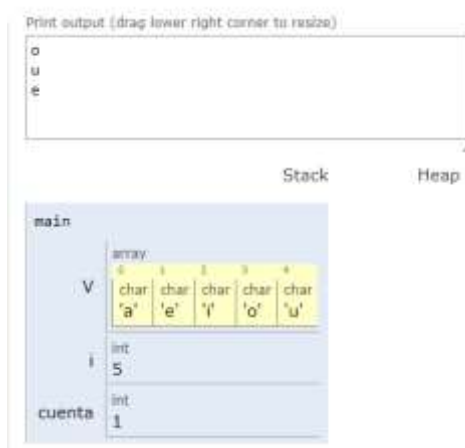 Print output (drag lower right corner to resize)
o
u
e
Stack Heap
main
array
0 1 2 3 4
V char char char char char
'a' 'e' 'i' 'o' 'u'
int
i 5
int
cuenta 1